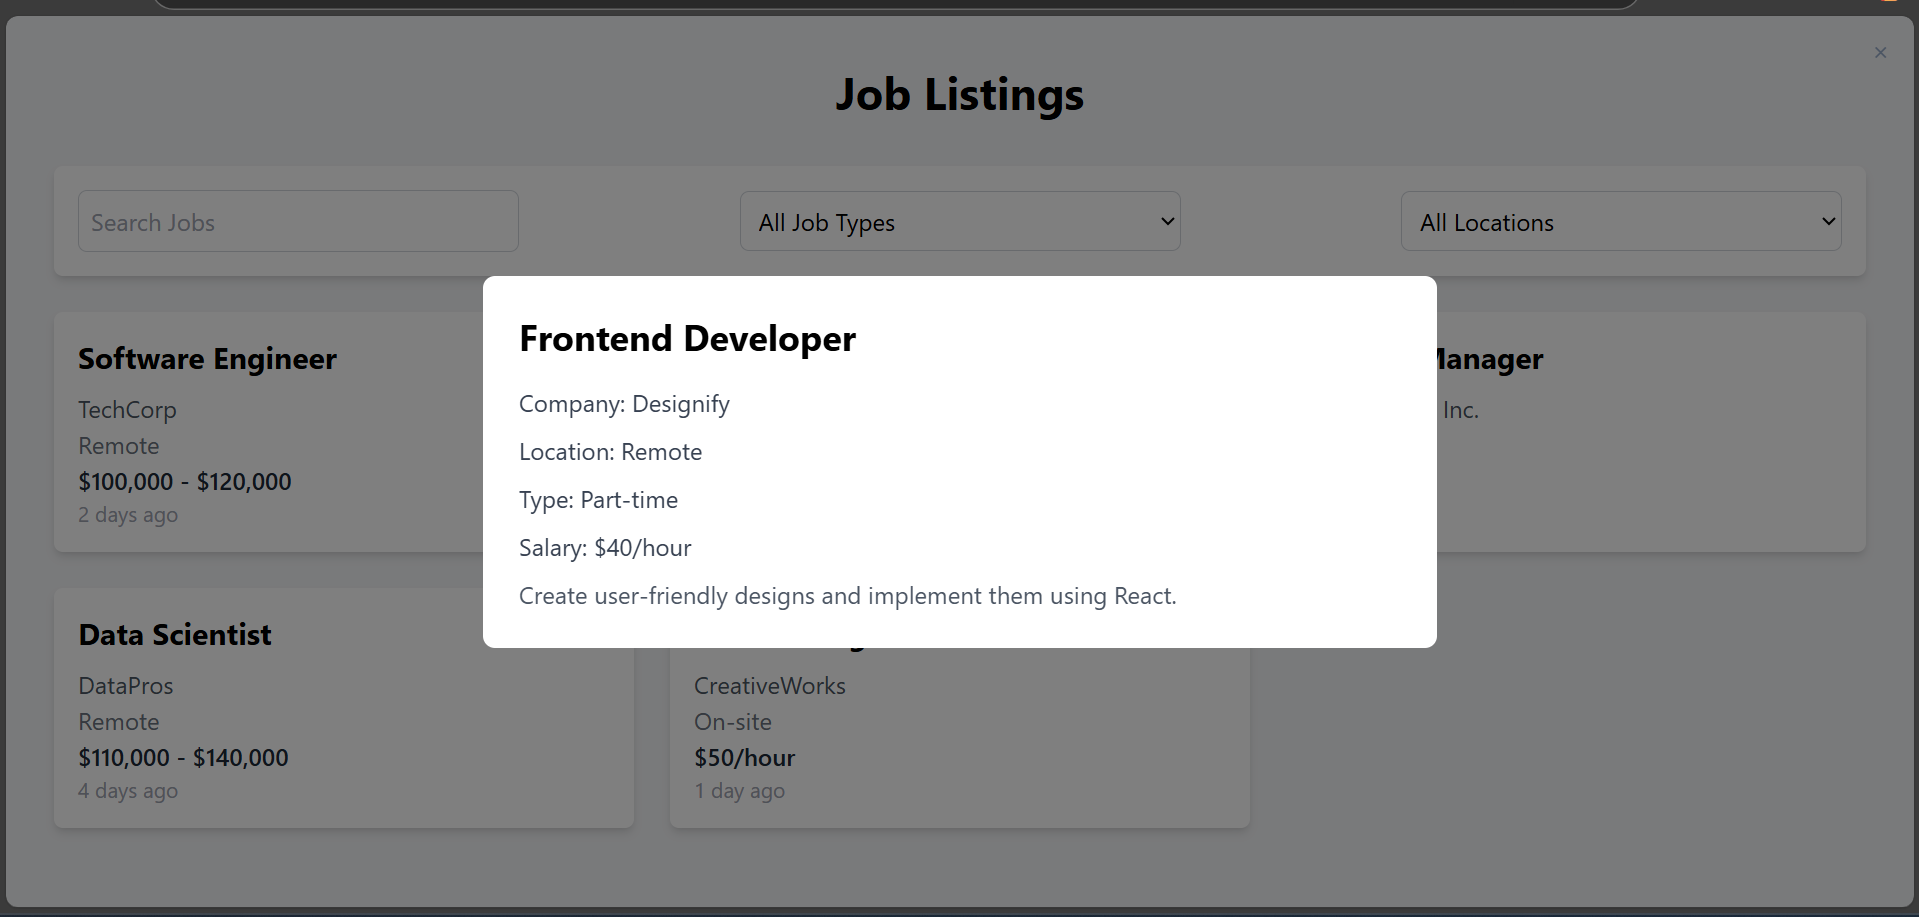 Job Listings
Search Jobs
All Job Types
All Locations
Frontend Developer
Company: Designify
Location: Remote
Type: Part-time
Salary: $40/hour
Create user-friendly designs and implement them using React.
Software Engineer
TechCorp
Remote
$100,000 - $120,000
2 days ago
Manager
Inc.
Data Scientist
DataPros
Remote
$110,000 - $140,000
4 days ago
CreativeWorks
On-site
$50/hour
1 day ago